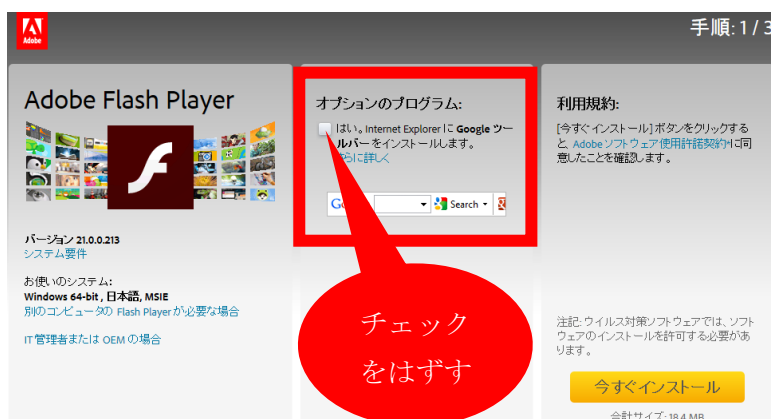 Adobe
手順: 1 / 3
Adobe Flash Player
バージョン 21.0.0.213
システム要件
お使いのシステム:
Windows 64-bit , 日本語, MSIE
別のコンピュータの Flash Player が必要な場合
IT 管理者または OEM の場合
オプションのプログラム:
はい。Internet Explorer に Google ツー
ルバー をインストールします。
さらに詳しく
Search
チェック
をはずす
利用規約:
[今すぐインストール] ボタンをクリックする
と、Adobe ソフトウェア使用許諾契約*に同
意したことを確認します。
注記: ウイルス対策ソフトウェアでは、ソフト
ウェアのインストールを許可する必要があ
ります。
今すぐインストール
合計サイズ: 18.4 MB